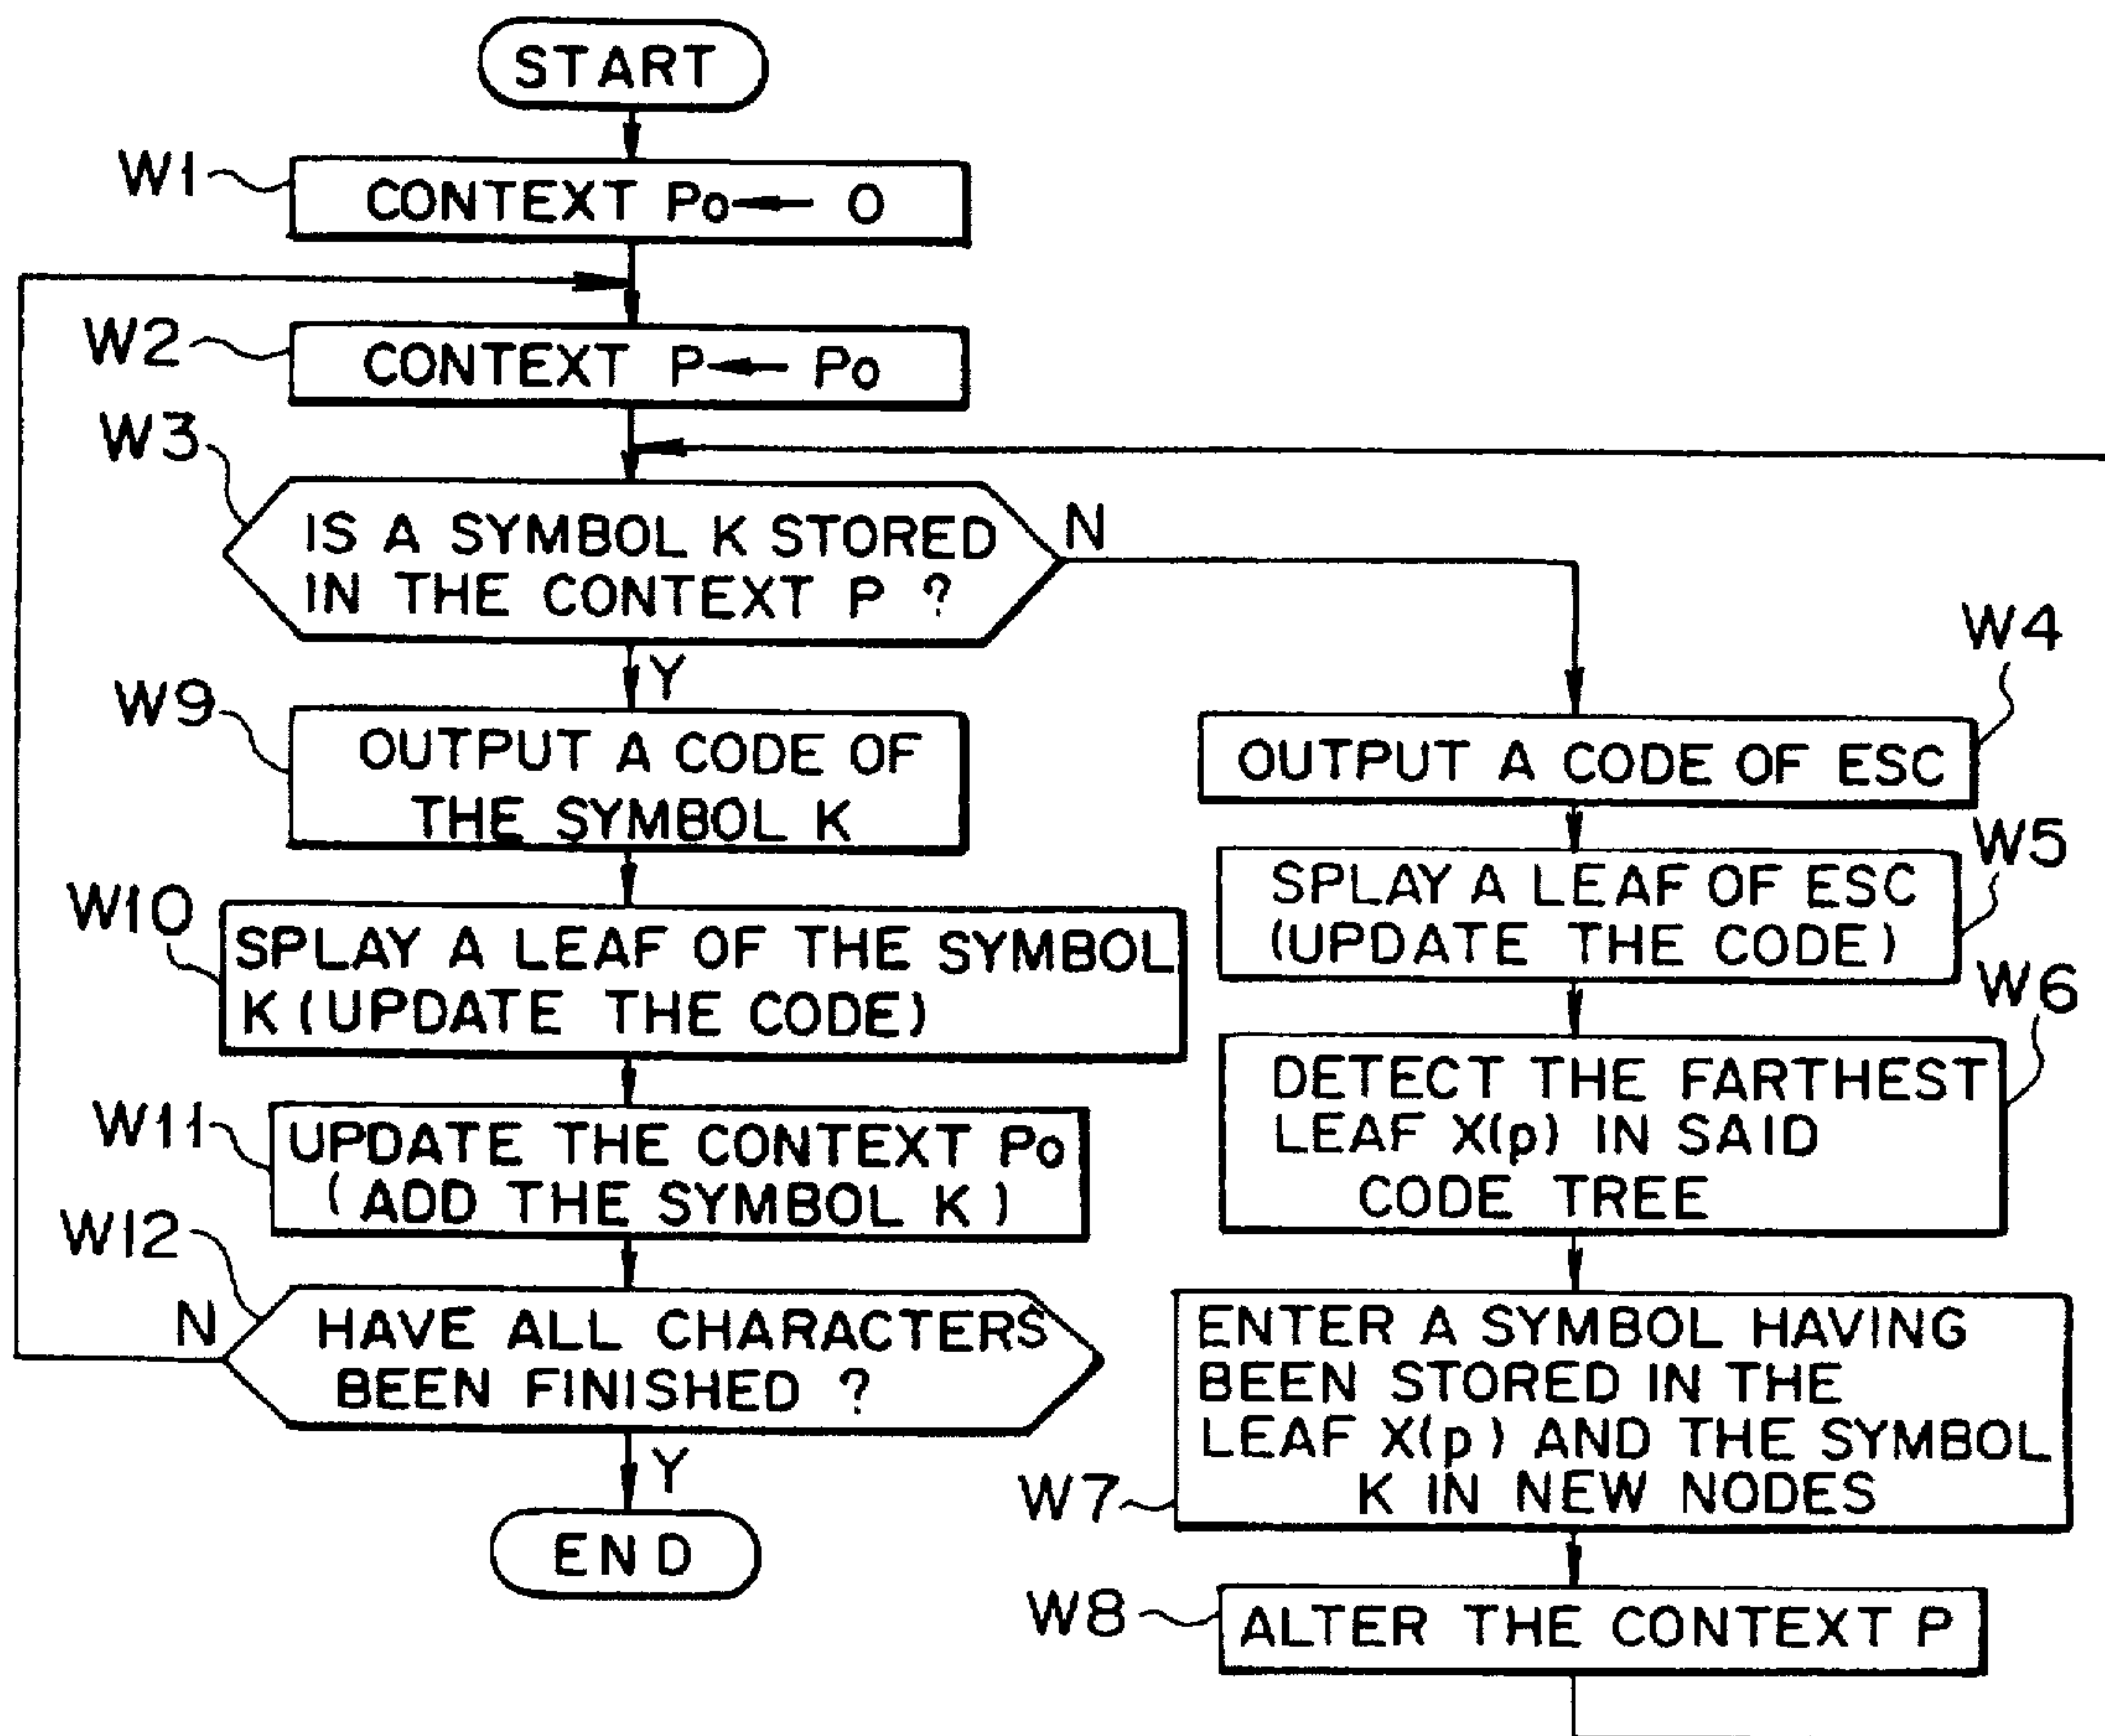 START
W1
CONTEXT Po← O
W2
CONTEXT P← Po
W3
IS A SYMBOL K STORED
IN THE CONTEXT P ?
N
Y
W9
OUTPUT A CODE OF
THE SYMBOL K
W10
SPLAY A LEAF OF THE SYMBOL
K (UPDATE THE CODE)
W11
UPDATE THE CONTEXT Po
( ADD THE SYMBOL K )
W12
N
HAVE ALL CHARACTERS
BEEN FINISHED ?
Y
END
W4
OUTPUT A CODE OF ESC
W5
SPLAY A LEAF OF ESC
(UPDATE THE CODE)
W6
DETECT THE FARTHEST
LEAF X(p) IN SAID
CODE TREE
W7
ENTER A SYMBOL HAVING
BEEN STORED IN THE
LEAF X(p) AND THE SYMBOL
K IN NEW NODES
W8
ALTER THE CONTEXT P